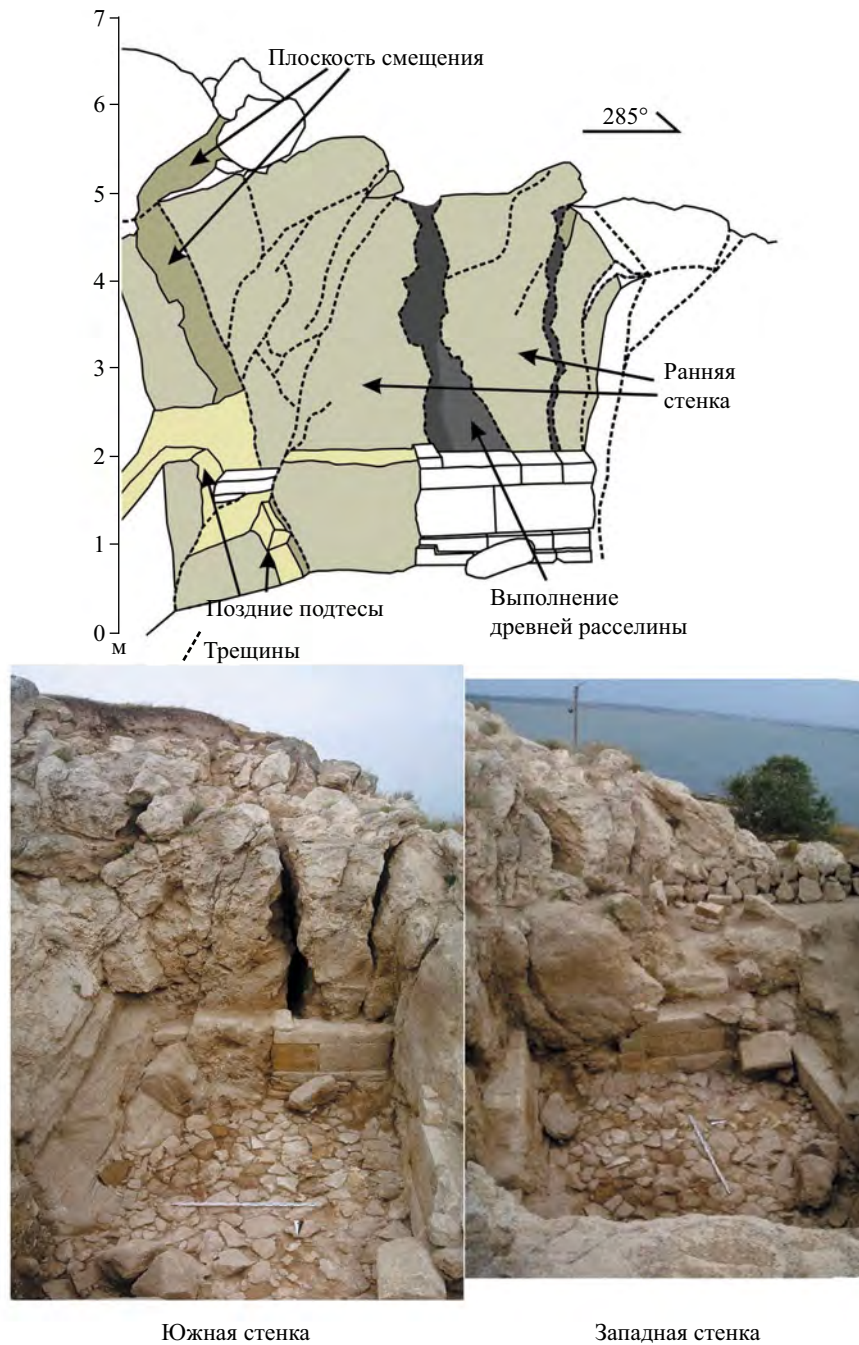 7
Плоскость смещения
6
285°
5
4
3
Ранняя
стенка
2
1
Поздние подтесы
Выполнение
древней расселины
0
м
Трещины
Южная стенка
Западная стенка